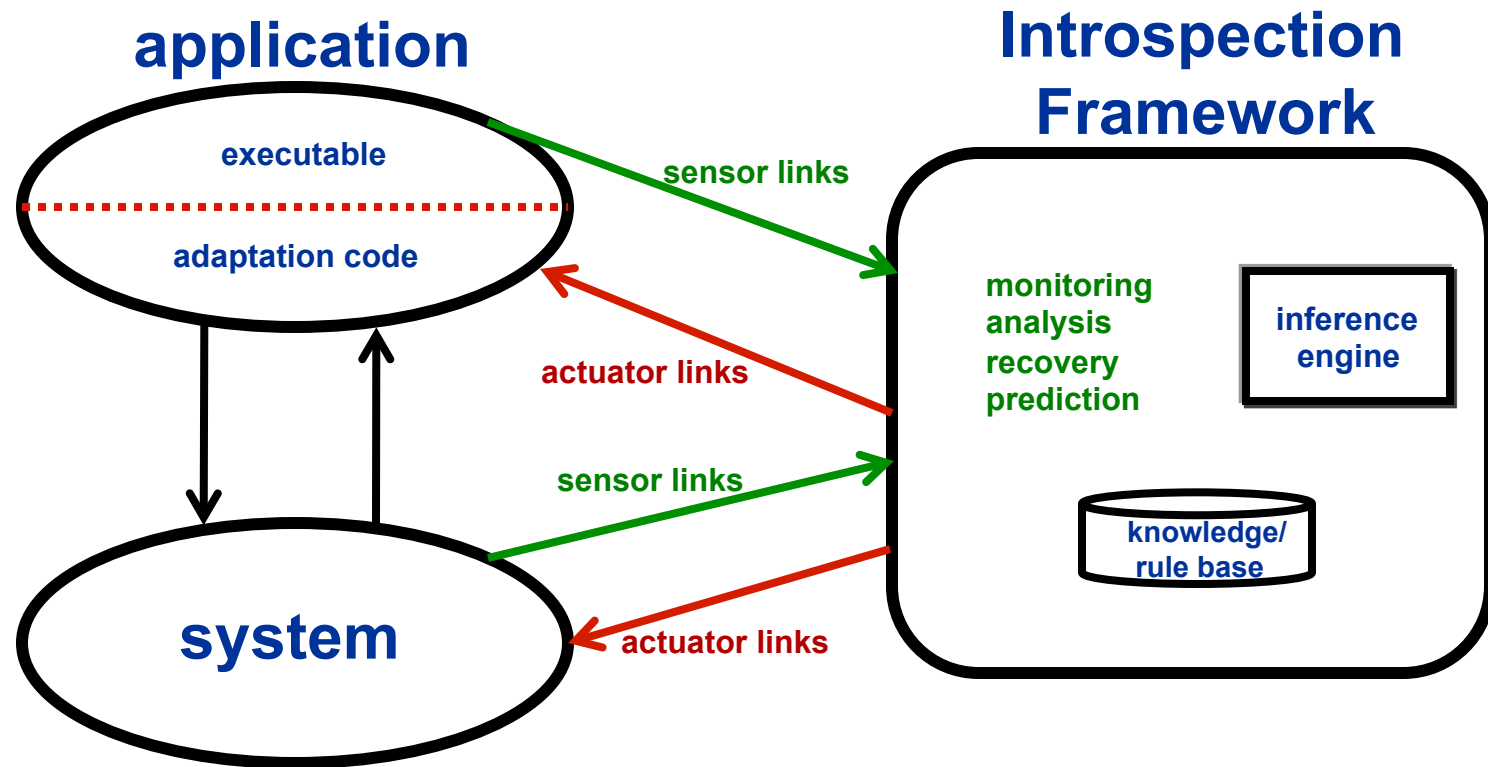 application
executable
adaptation code
system
sensor links
actuator links
sensor links
actuator links
Introspection
Framework
monitoring
analysis
recovery
prediction
inference
engine
knowledge/
rule base